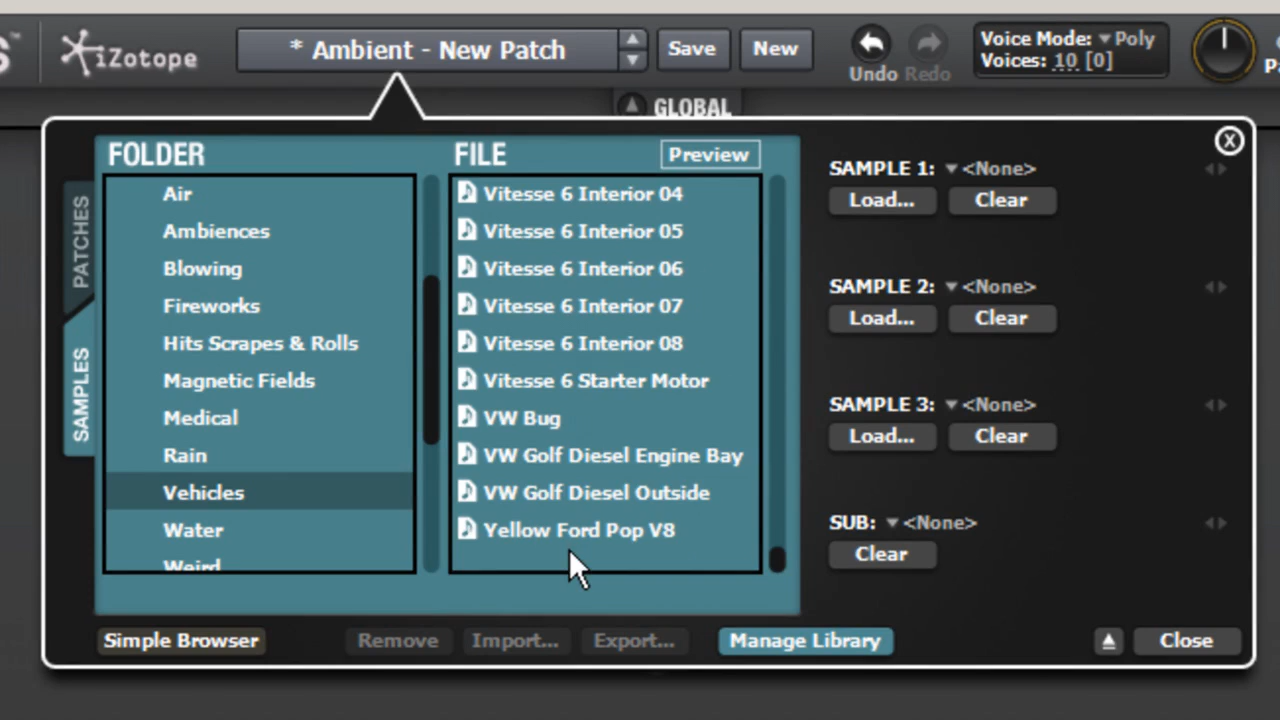 S™
iZotope
* Ambient - New Patch
Save
New
Undo
Redo
Voice Mode: Poly
Voices: 10 [0]
GLOBAL
PATCHES
SAMPLES
FOLDER
Air
Ambiences
Blowing
Fireworks
Hits Scrapes & Rolls
Magnetic Fields
Medical
Rain
Vehicles
Water
Weird
FILE
Preview
Vitesse 6 Interior 04
Vitesse 6 Interior 05
Vitesse 6 Interior 06
Vitesse 6 Interior 07
Vitesse 6 Interior 08
Vitesse 6 Starter Motor
VW Bug
VW Golf Diesel Engine Bay
VW Golf Diesel Outside
Yellow Ford Pop V8
SAMPLE 1: <None>
Load... Clear
SAMPLE 2: <None>
Load... Clear
SAMPLE 3: <None>
Load... Clear
SUB: <None>
Clear
Simple Browser
Remove
Import...
Export...
Manage Library
Close